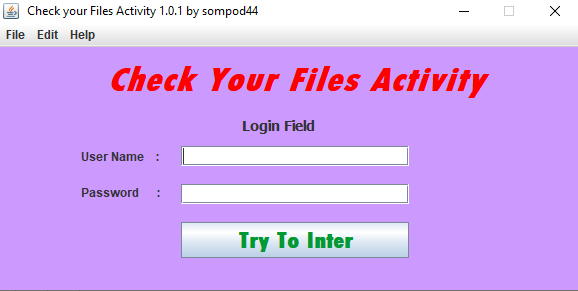 Check your Files Activity 1.0.1 by sompod44
File Edit Help
Check Your Files Activity
Login Field
User Name :
Password :
Try To Inter